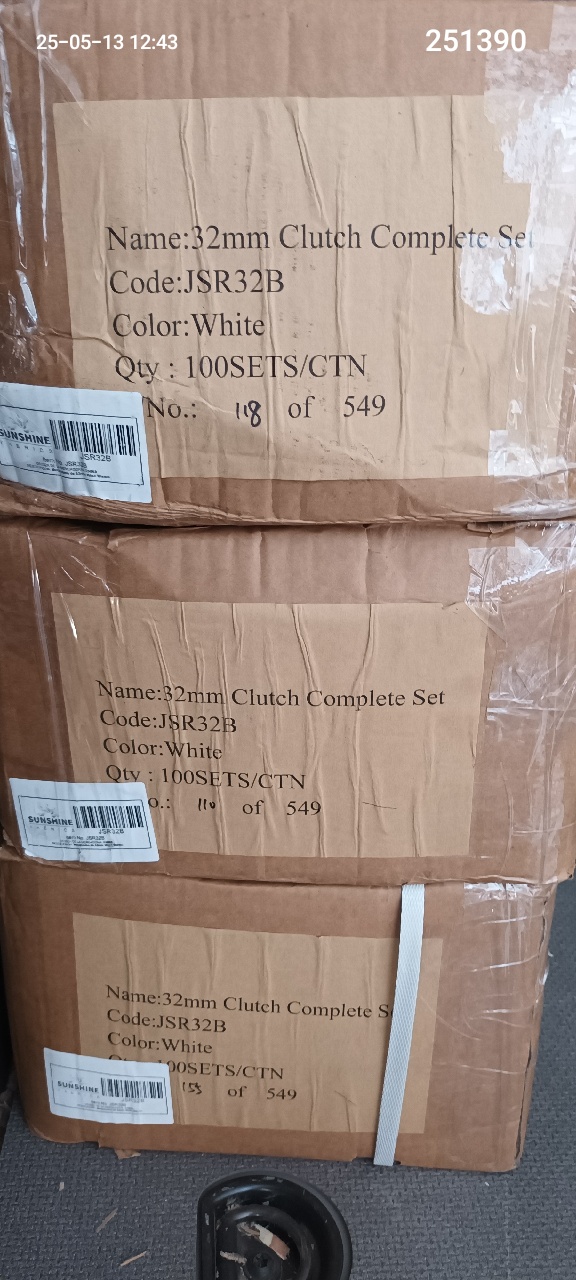 25-05-13 12:43
251390
Name:32mm Clutch Complete Set
Code:JSR32B
Color:White
Qty : 100SETS/CTN
No.: 118 of 549
SUNSHINE
JSR32B
Name:32mm Clutch Complete Set
Code:JSR32B
Color:White
Qty : 100SETS/CTN
o.: 110 of 549
SUNSHINE
JSR32B
Name:32mm Clutch Complete S
Code:JSR32B
Color:White
100SETS/CTN
155 of 549
SUNSHINE
JSR32B